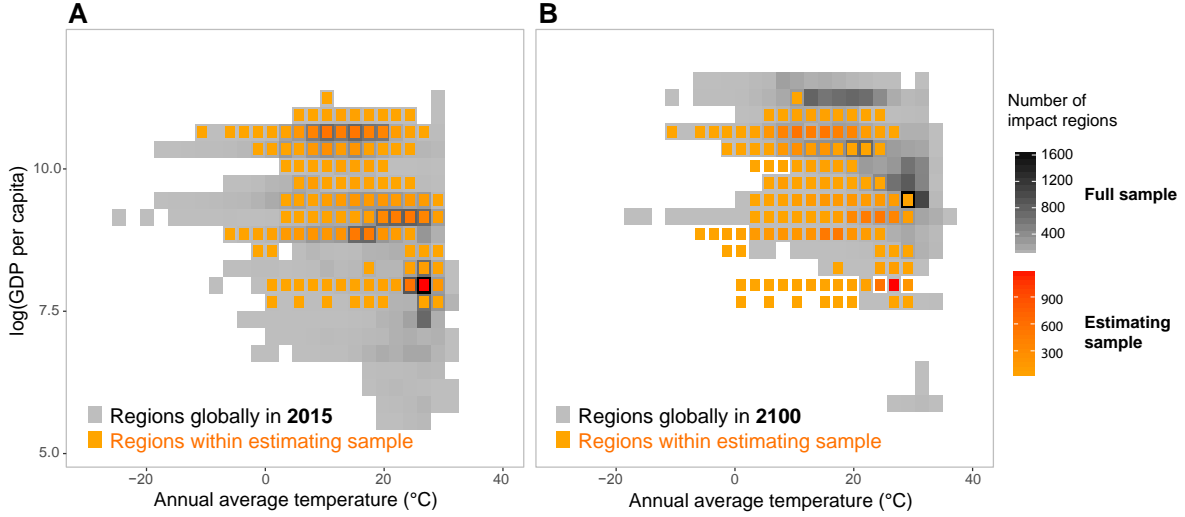 A
B
log(GDP per capita)
10.0
7.5
5.0
Regions globally in 2015
Regions within estimating sample
−20
0
20
40
Annual average temperature (°C)
Regions globally in 2100
Regions within estimating sample
−20
0
20
40
Annual average temperature (°C)
Number of
impact regions
1600
1200
800
400
Full sample
900
600
300
Estimating
sample